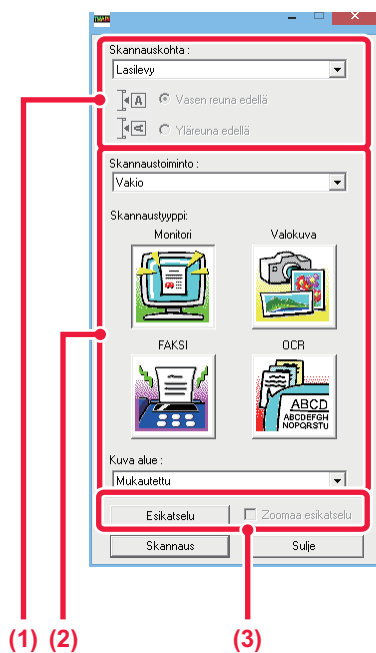 TWAIN
Skannauskohta :
Lasilevy
A Vasen reuna edellä
A Yläreuna edellä
Skannaustoiminto :
Vakio
Skannaustyyppi:
Monitori Valokuva
FAKSI OCR
ABCD
ABCDEFGH
NOPQRSTU
Kuva alue :
Mukautettu
Esikatselu Zoomaa esikatselu
Skannaus Sulje
(1) (2) (3)